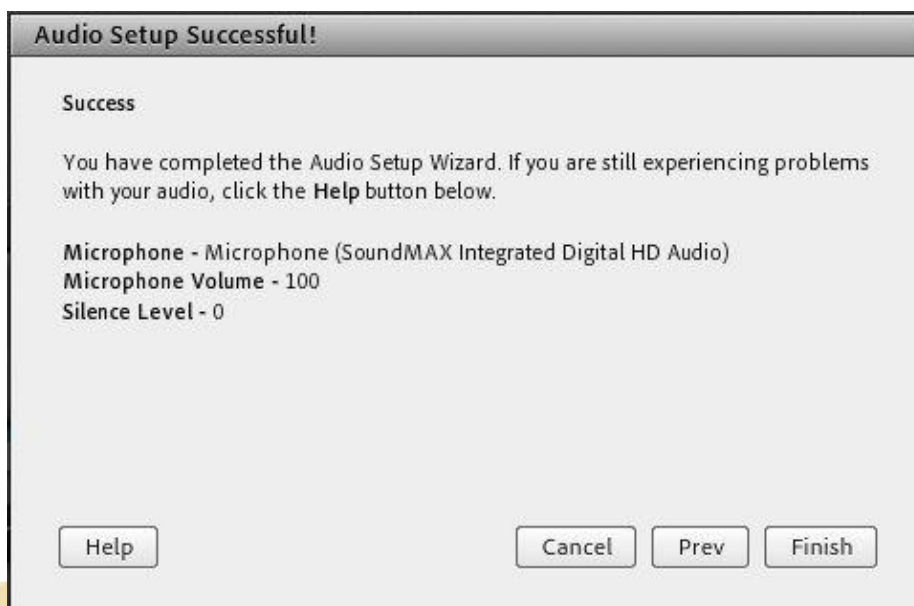 Audio Setup Successful!
Success
You have completed the Audio Setup Wizard. If you are still experiencing problems
with your audio, click the Help button below.
Microphone - Microphone (SoundMAX Integrated Digital HD Audio)
Microphone Volume - 100
Silence Level - 0
Help
Cancel
Prev
Finish